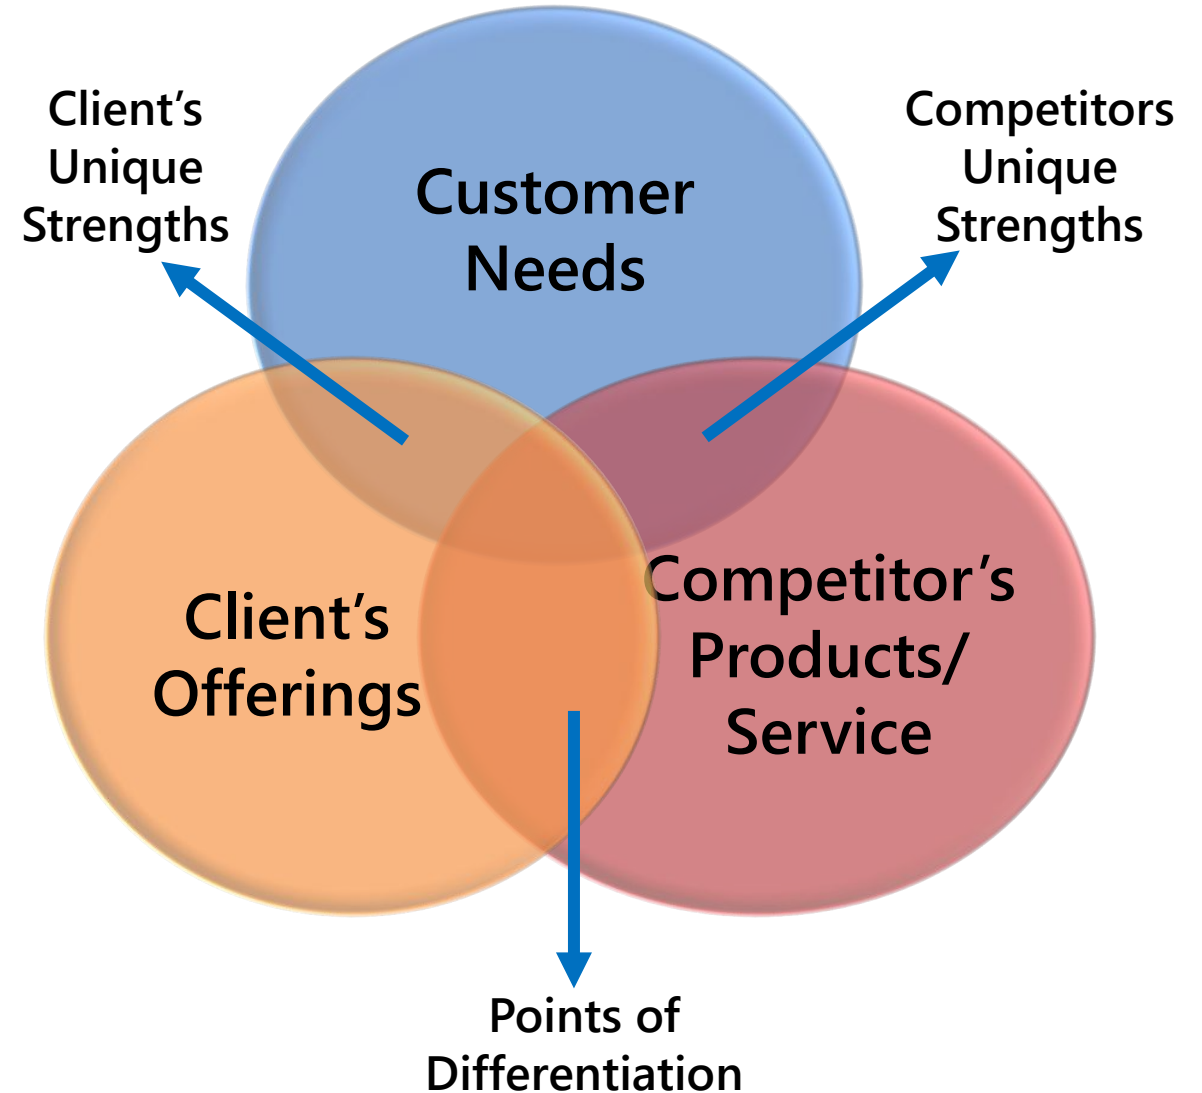 Client’s
Unique
Strengths
Competitors
Unique
Strengths
Customer
Needs
Client’s
Offerings
Competitor’s
Products/
Service
Points of
Differentiation